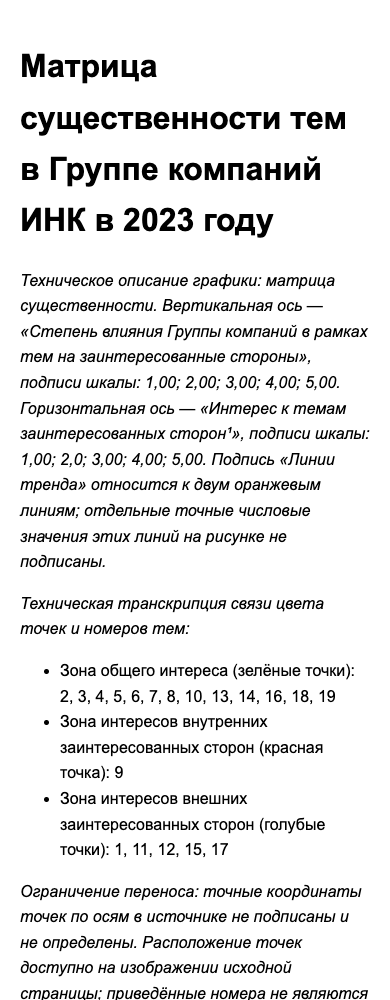 Матрица
существенности тем
в Группе компаний
ИНК в 2023 году
Техническое описание графики: матрица
существенности. Вертикальная ось —
«Степень влияния Группы компаний в рамках
тем на заинтересованные стороны»,
подписи шкалы: 1,00; 2,00; 3,00; 4,00; 5,00.
Горизонтальная ось — «Интерес к темам
заинтересованных сторон¹», подписи шкалы:
1,00; 2,0; 3,00; 4,00; 5,00. Подпись «Линии
тренда» относится к двум оранжевым
линиям; отдельные точные числовые
значения этих линий на рисунке не
подписаны.
Техническая транскрипция связи цвета
точек и номеров тем:
• Зона общего интереса (зелёные точки):
2, 3, 4, 5, 6, 7, 8, 10, 13, 14, 16, 18, 19
• Зона интересов внутренних
заинтересованных сторон (красная
точка): 9
• Зона интересов внешних
заинтересованных сторон (голубые
точки): 1, 11, 12, 15, 17
Ограничение переноса: точные координаты
точек по осям в источнике не подписаны и
не определены. Расположение точек
доступно на изображении исходной
страницы; приведённые номера не являются